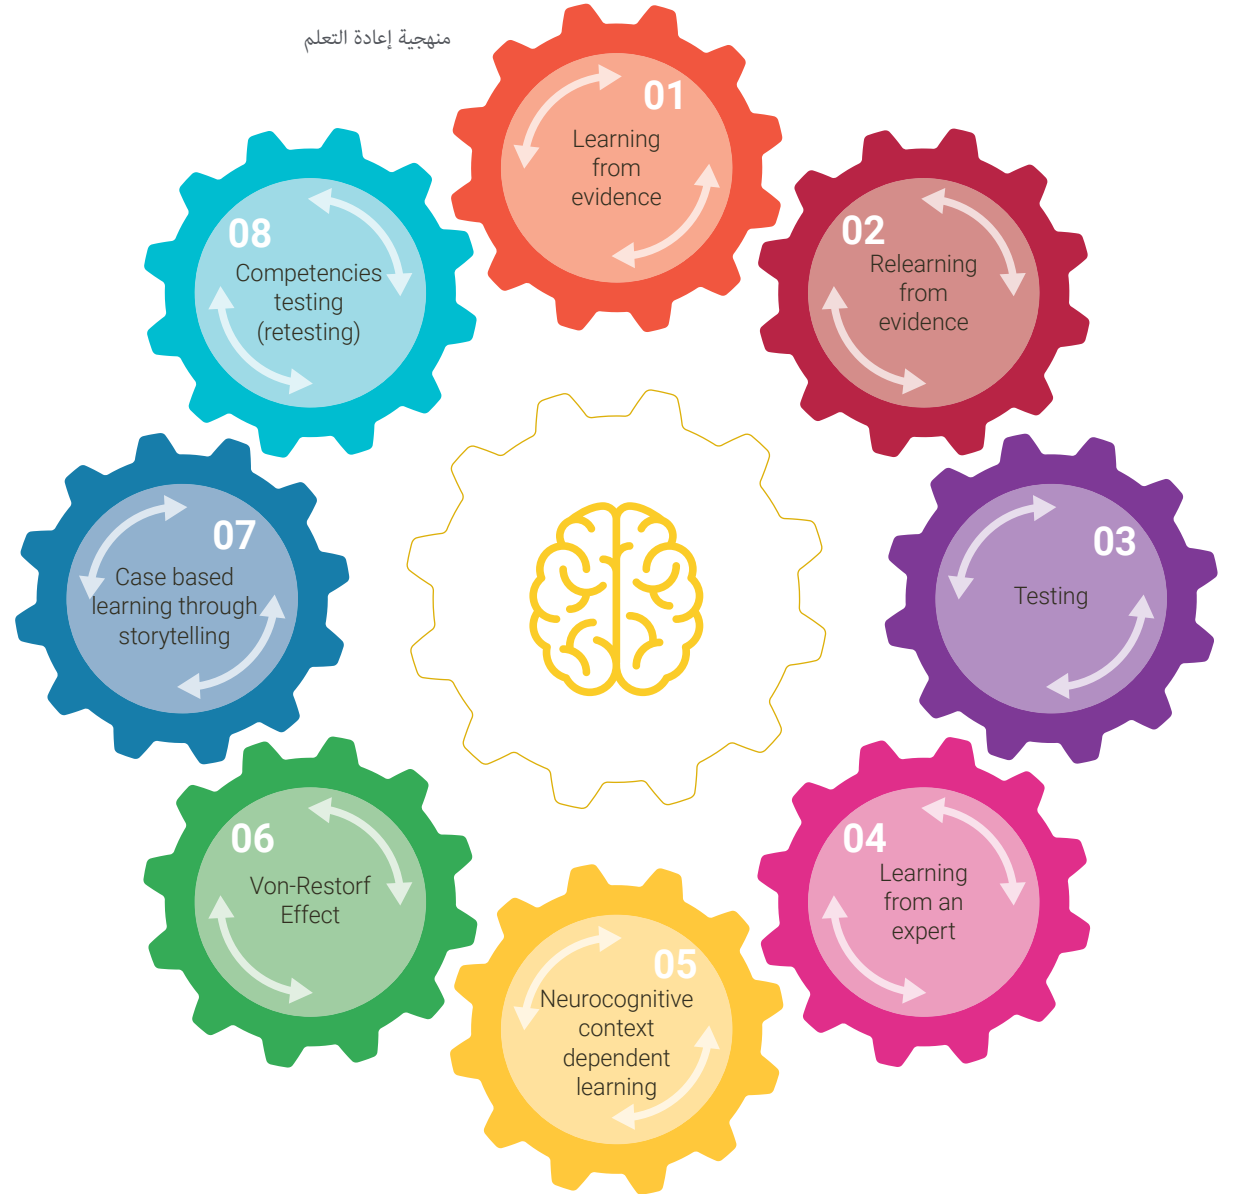 منهجية إعادة التعلم
01
Learning
from
evidence
02
Relearning
from
evidence
03
Testing
04
Learning
from an
expert
05
Neurocognitive
context
dependent
learning
06
Von-Restorf
Effect
07
Case based
learning through
storytelling
08
Competencies
testing
(retesting)